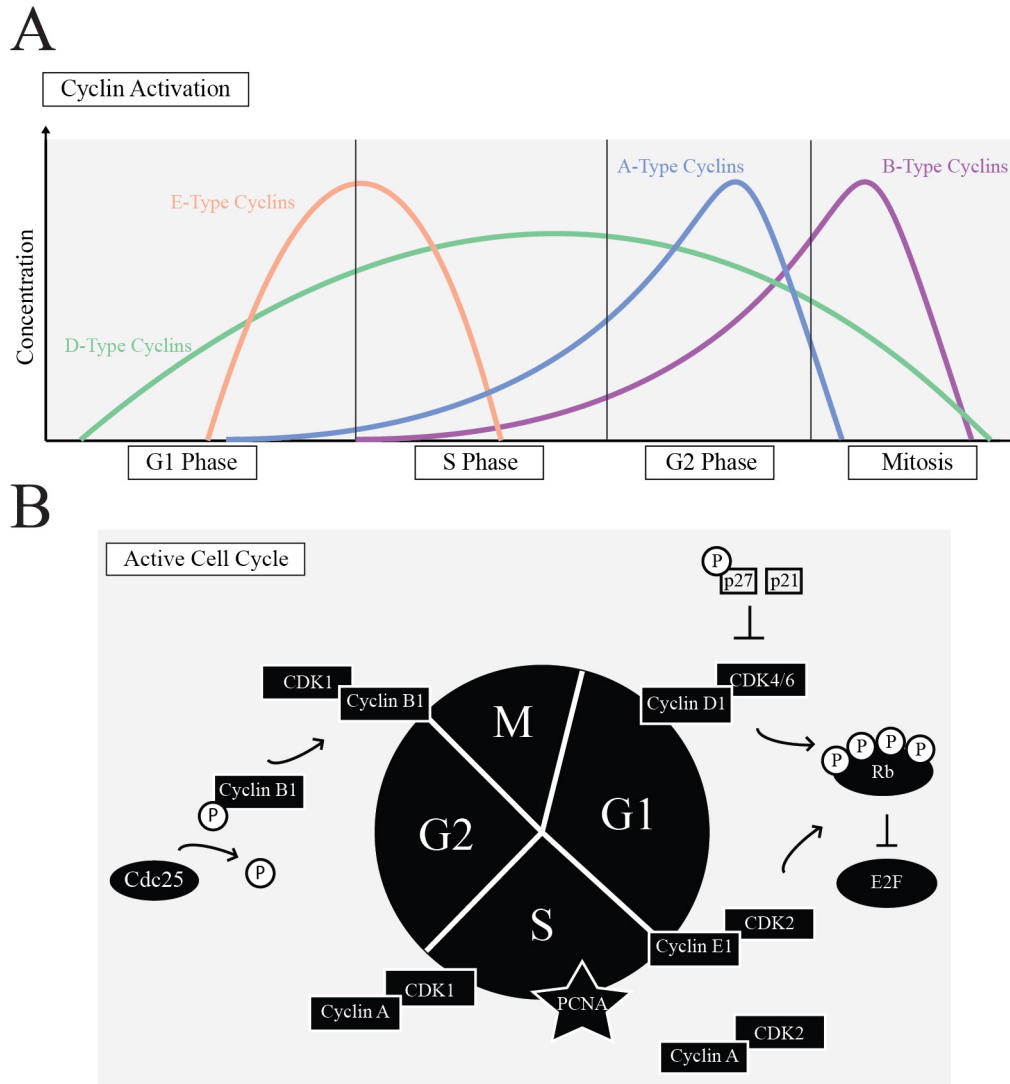 A
Cyclin Activation
A-Type Cyclins
B-Type Cyclins
E-Type Cyclins
D-Type Cyclins
Concentration
G1 Phase
S Phase
G2 Phase
Mitosis
B
Active Cell Cycle
P
p27
p21
CDK1
Cyclin B1
CDK4/6
Cyclin D1
M
P
P
P
P
Rb
Cyclin B1
P
G2
G1
Cdc25
P
E2F
S
CDK2
Cyclin E1
CDK1
Cyclin A
PCNA
CDK2
Cyclin A